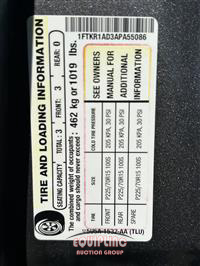 1FTKR1AD3APA55086
TIRE AND LOADING INFORMATION
SEATING CAPACITY TOTAL : 3 FRONT: 3 REAR: 0
The combined weight of occupants and cargo should never exceed : 462 kg or 1019 lbs.
TIRE SIZE COLD TIRE PRESSURE
FRONT P225/70R15 100S 205 KPA, 30 PSI
REAR P225/70R15 100S 205 KPA, 30 PSI
SPARE P225/70R15 100S 205 KPA, 30 PSI
SEE OWNERS
MANUAL FOR
ADDITIONAL
INFORMATION
1532-AA (TLU)
EQUIPLINC
AUCTION GROUP